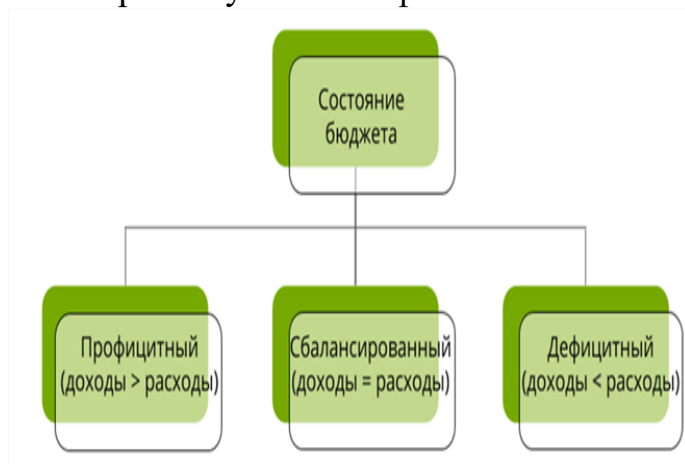 Состояние
бюджета
Профицитный
(доходы > расходы)
Сбалансированный
(доходы = расходы)
Дефицитный
(доходы < расходы)